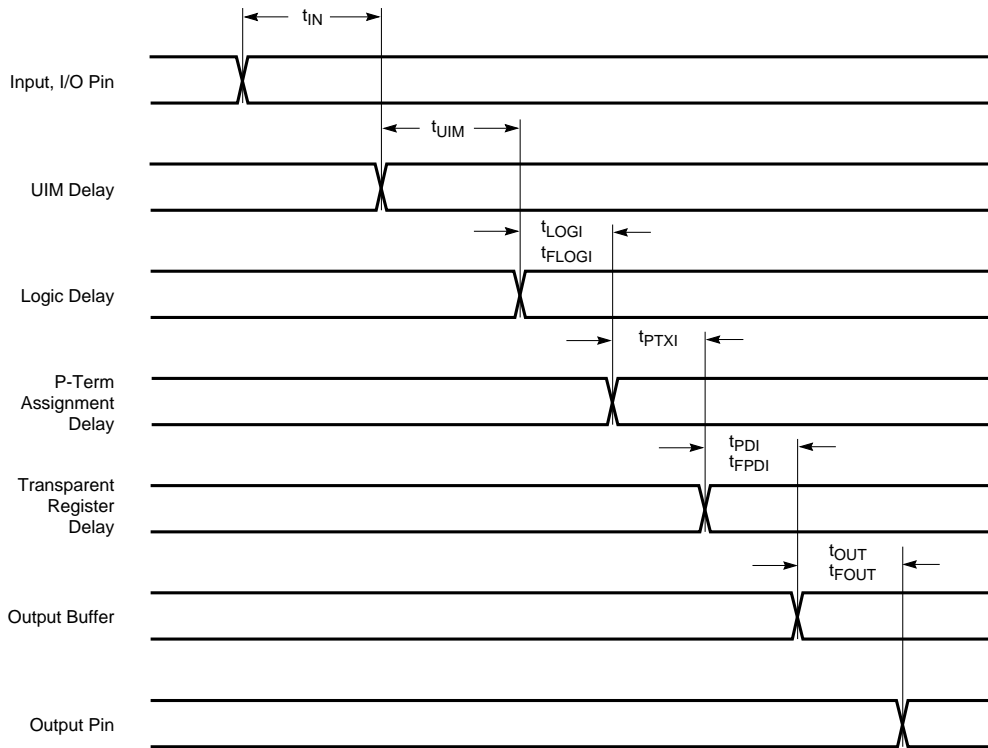 tIN
Input, I/O Pin
tUIM
UIM Delay
tLOGI
tFLOGI
Logic Delay
tPTXI
P-Term
Assignment
Delay
tPDI
tFPDI
Transparent
Register
Delay
tOUT
tFOUT
Output Buffer
Output Pin